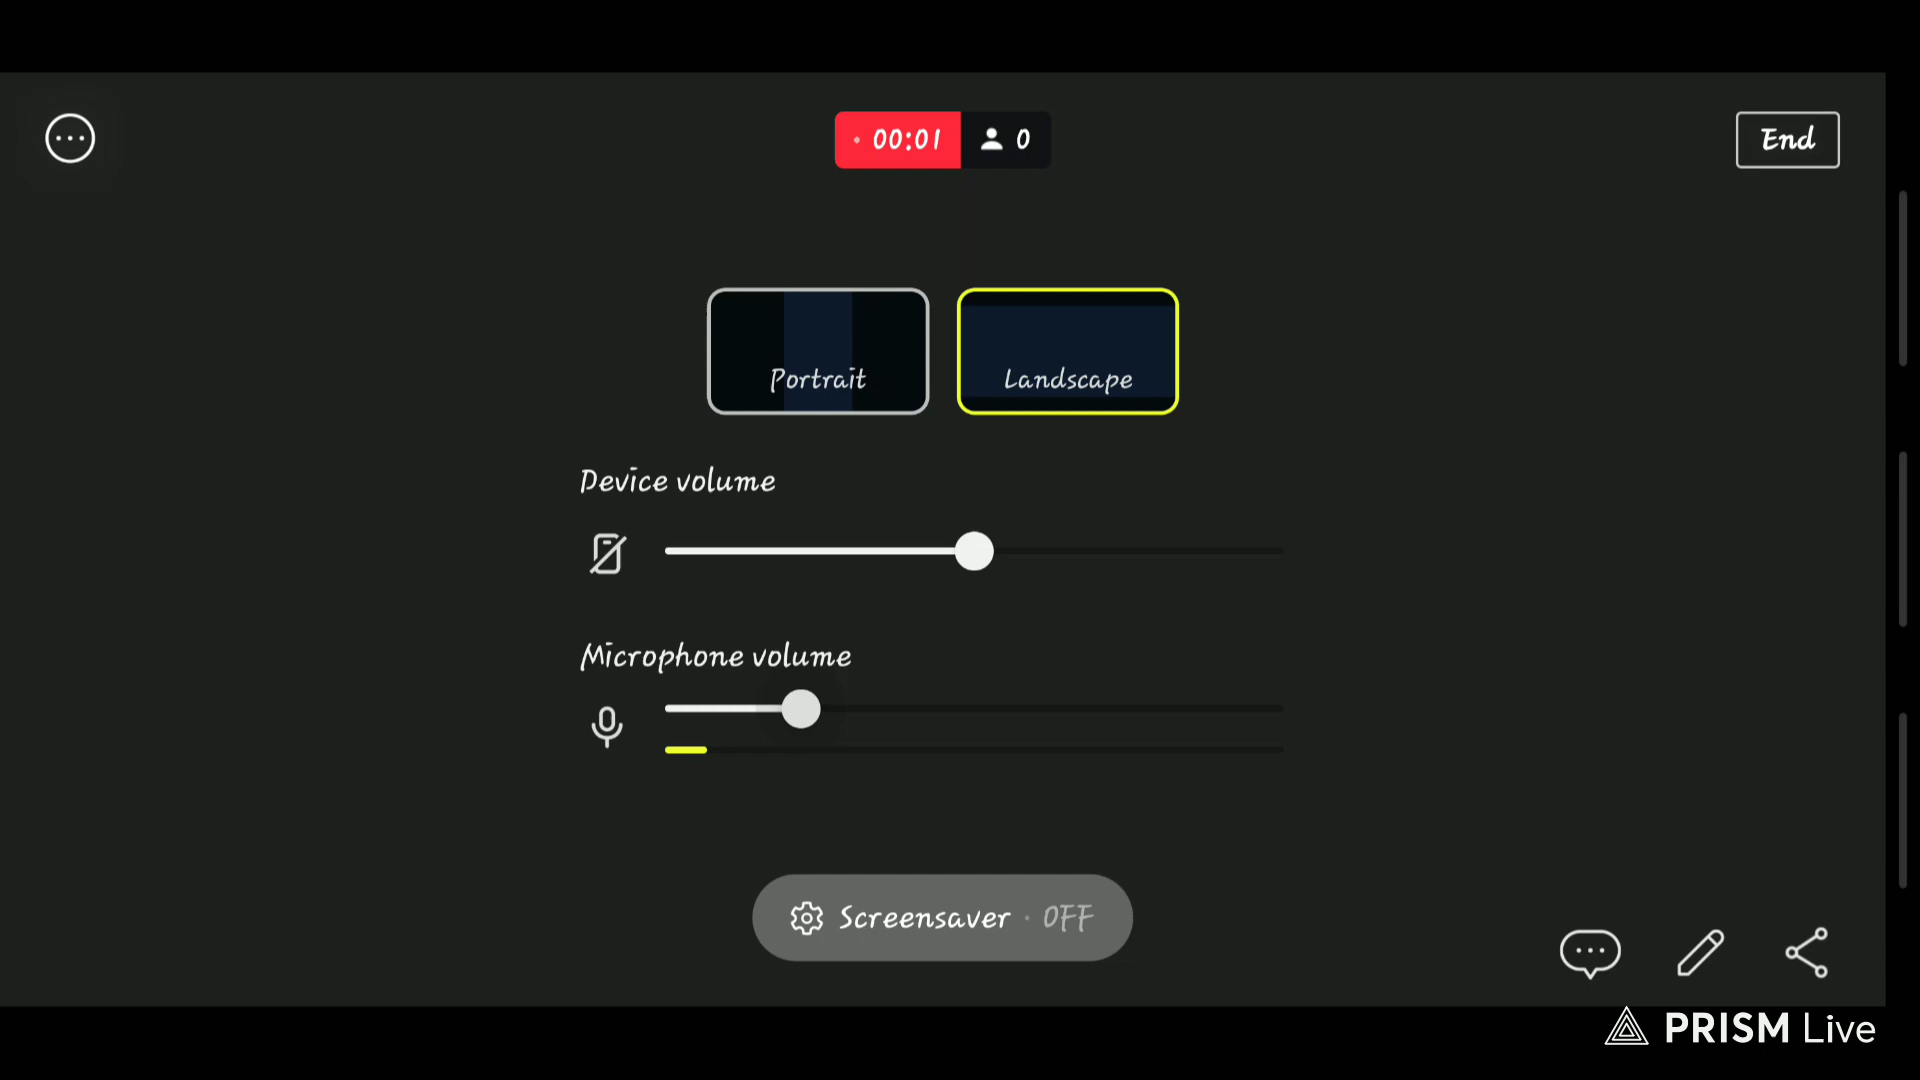 00:01
0
End
Portrait
Landscape
Device volume
Microphone volume
Screensaver · OFF
PRISM Live